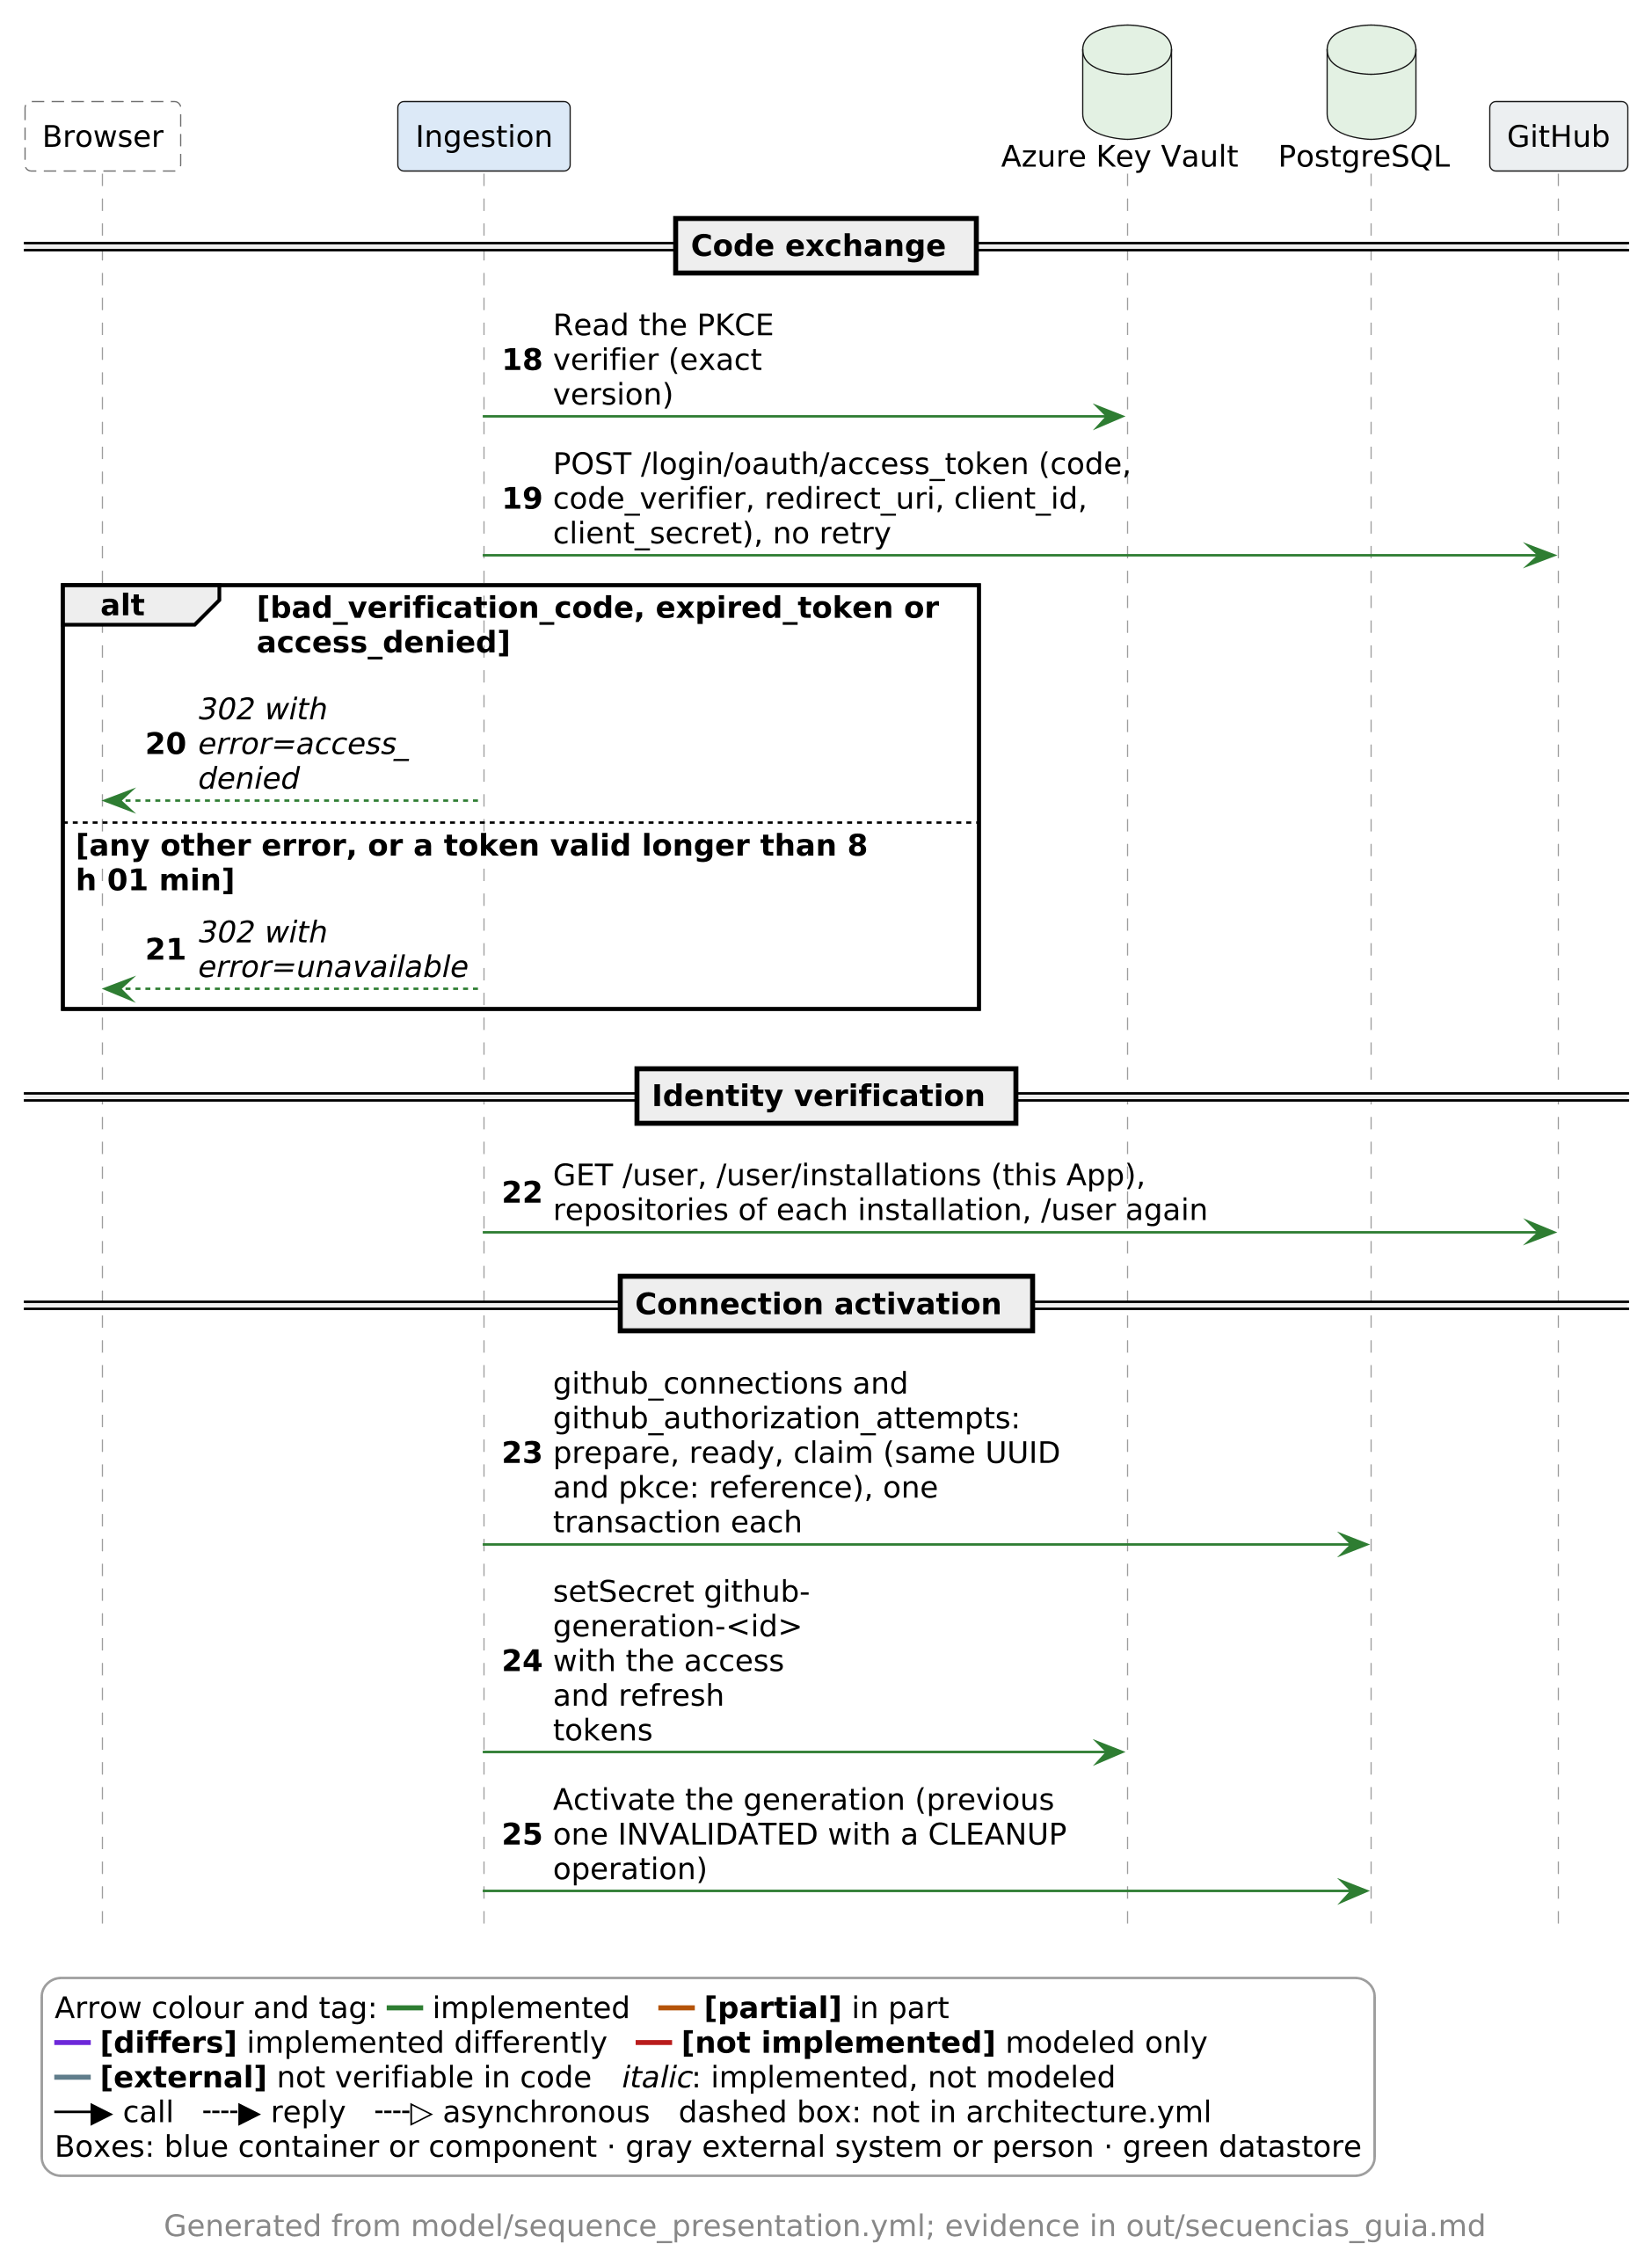 Browser
Ingestion
Azure Key Vault
PostgreSQL
GitHub
Code exchange
18
Read the PKCE
verifier (exact
version)
19
POST /login/oauth/access_token (code,
code_verifier, redirect_uri, client_id,
client_secret), no retry
alt
[bad_verification_code, expired_token or
access_denied]
20
302 with
error=access_
denied
[any other error, or a token valid longer than 8
h 01 min]
21
302 with
error=unavailable
Identity verification
22
GET /user, /user/installations (this App),
repositories of each installation, /user again
Connection activation
23
github_connections and
github_authorization_attempts:
prepare, ready, claim (same UUID
and pkce: reference), one
transaction each
24
setSecret github-
generation-<id>
with the access
and refresh
tokens
25
Activate the generation (previous
one INVALIDATED with a CLEANUP
operation)
Arrow colour and tag: implemented [partial] in part
[differs] implemented differently [not implemented] modeled only
[external] not verifiable in code italic: implemented, not modeled
call reply asynchronous dashed box: not in architecture.yml
Boxes: blue container or component · gray external system or person · green datastore
Generated from model/sequence_presentation.yml; evidence in out/secuencias_guia.md